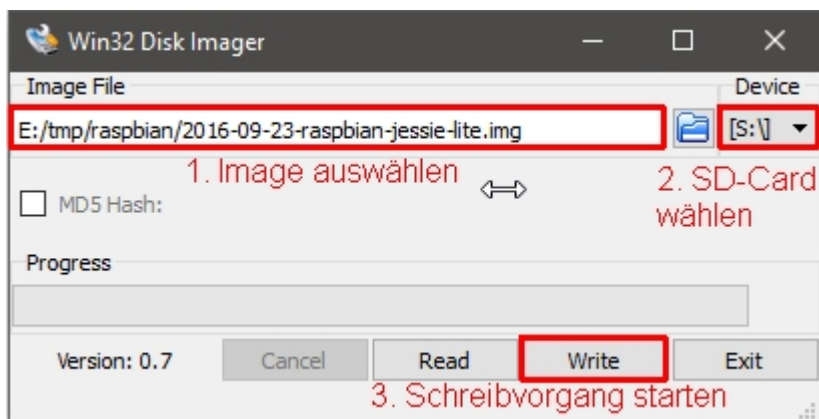 Win32 Disk Imager
Image File
Device
E:/tmp/raspbian/2016-09-23-raspbian-jessie-lite.img
[S:\]
1. Image auswählen
2. SD-Card
wählen
MD5 Hash:
Progress
Version: 0.7
Cancel
Read
Write
Exit
3. Schreibvorgang starten